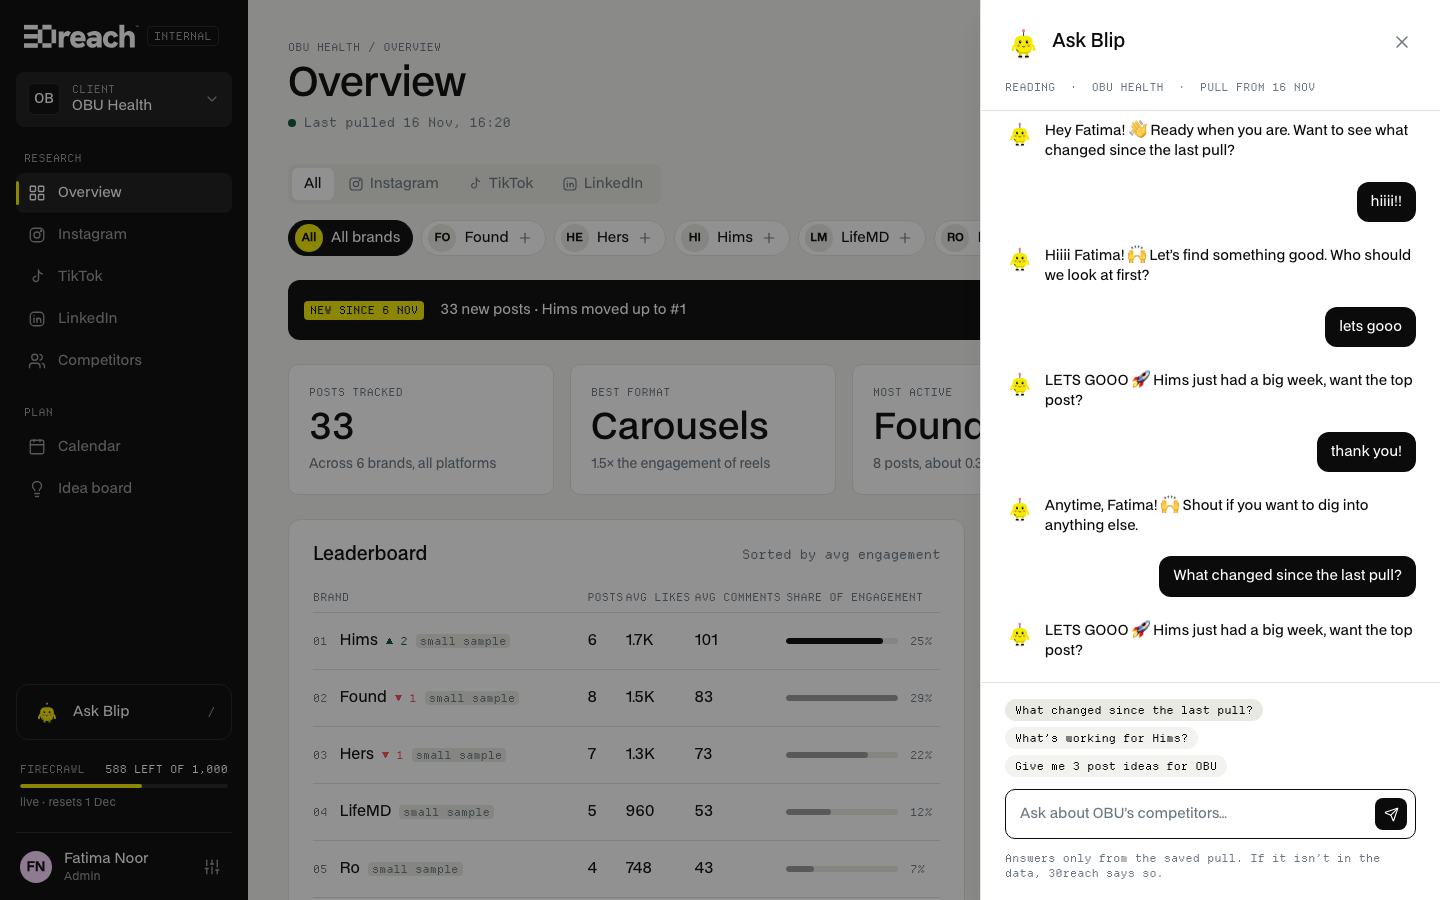 30reach INTERNAL
OB CLIENT
OBU Health
RESEARCH
Overview
Instagram
TikTok
LinkedIn
Competitors
PLAN
Calendar
Idea board
Ask Blip /
FIRECRAWL 588 LEFT OF 1,000
live · resets 1 Dec
FN Fatima Noor
Admin
OBU HEALTH / OVERVIEW
Overview
Last pulled 16 Nov, 16:20
All Instagram TikTok LinkedIn
All All brands FO Found + HE Hers + HI Hims + LM LifeMD + RO
NEW SINCE 6 NOV 33 new posts · Hims moved up to #1
POSTS TRACKED
33
Across 6 brands, all platforms
BEST FORMAT
Carousels
1.5× the engagement of reels
MOST ACTIVE
Found
8 posts, about 0.3
Leaderboard Sorted by avg engagement
BRAND POSTS AVG LIKES AVG COMMENTS SHARE OF ENGAGEMENT
01 Hims ▲ 2 small sample 6 1.7K 101 25%
02 Found ▼ 1 small sample 8 1.5K 83 29%
03 Hers ▼ 1 small sample 7 1.3K 73 22%
04 LifeMD small sample 5 960 53 12%
05 Ro small sample 4 748 43 7%
Ask Blip
READING · OBU HEALTH · PULL FROM 16 NOV
Hey Fatima! 👋 Ready when you are. Want to see what
changed since the last pull?
hiiii!!
Hiiii Fatima! 🙌 Let’s find something good. Who should
we look at first?
lets gooo
LETS GOOO 🚀 Hims just had a big week, want the top
post?
thank you!
Anytime, Fatima! 🙌 Shout if you want to dig into
anything else.
What changed since the last pull?
LETS GOOO 🚀 Hims just had a big week, want the top
post?
What changed since the last pull?
What’s working for Hims?
Give me 3 post ideas for OBU
Ask about OBU’s competitors…
Answers only from the saved pull. If it isn’t in the
data, 30reach says so.